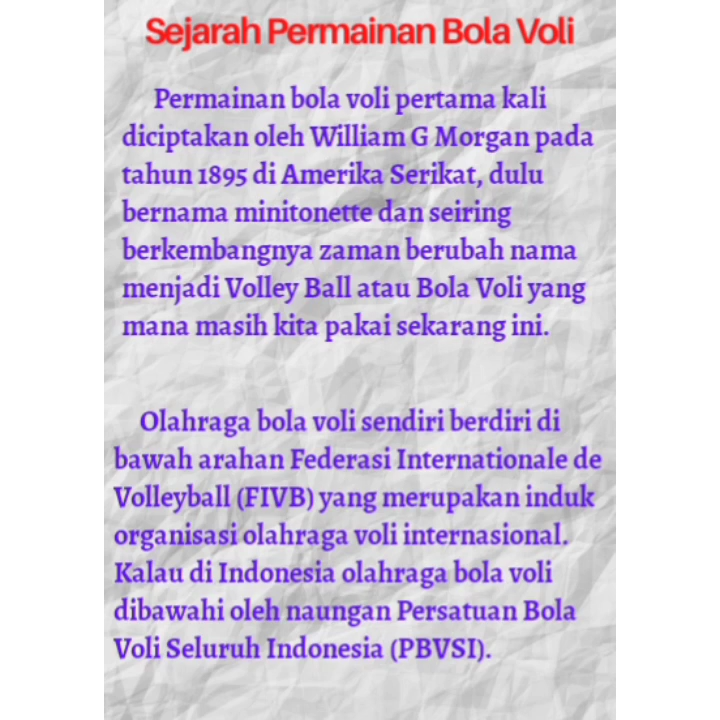 Sejarah Permainan Bola Voli
Permainan bola voli pertama kali
diciptakan oleh William G Morgan pada
tahun 1895 di Amerika Serikat, dulu
bernama minitonette dan seiring
berkembangnya zaman berubah nama
menjadi Volley Ball atau Bola Voli yang
mana masih kita pakai sekarang ini.
Olahraga bola voli sendiri berdiri di
bawah arahan Federasi Internationale de
Volleyball (FIVB) yang merupakan induk
organisasi olahraga voli internasional.
Kalau di Indonesia olahraga bola voli
dibawahi oleh naungan Persatuan Bola
Voli Seluruh Indonesia (PBVSI).